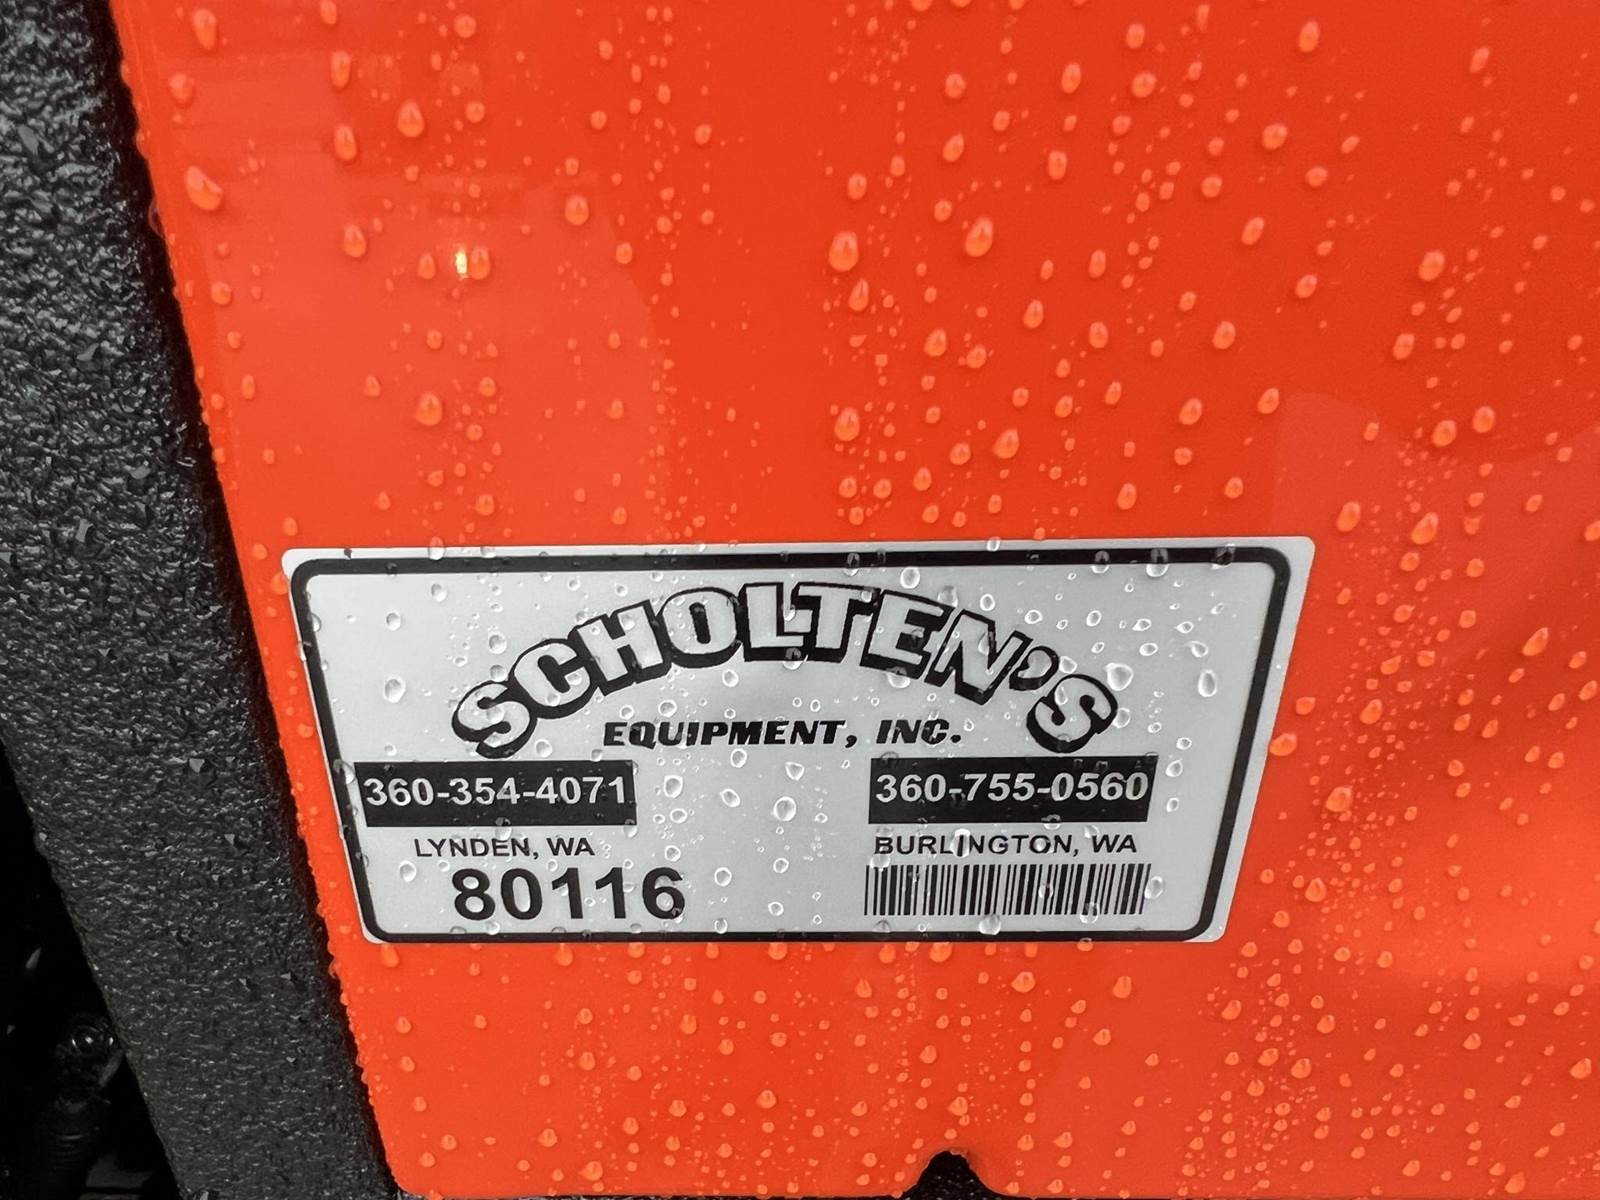 SCHOLTEN'S
EQUIPMENT, INC.
360-354-4071 360-755-0560
LYNDEN, WA BURLINGTON, WA
80116